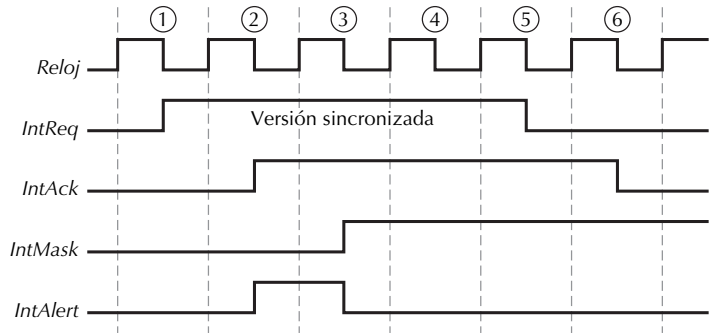 ① ② ③ ④ ⑤ ⑥
Reloj
IntReq
Versión sincronizada
IntAck
IntMask
IntAlert